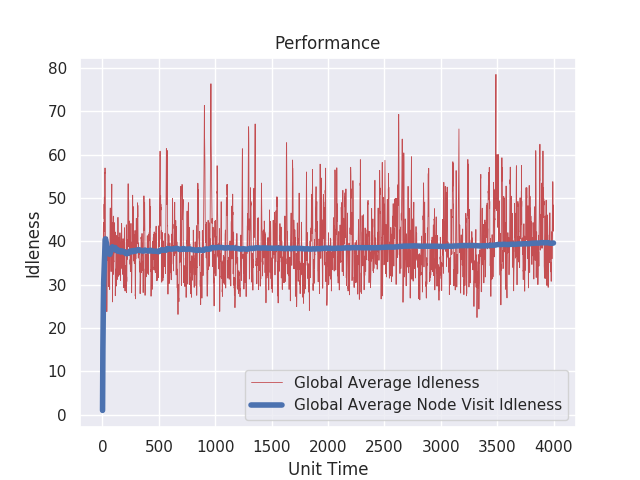 Performance
80
70
60
50
40
30
20
10
0
Idleness
Global Average Idleness
Global Average Node Visit Idleness
0 500 1000 1500 2000 2500 3000 3500 4000
Unit Time